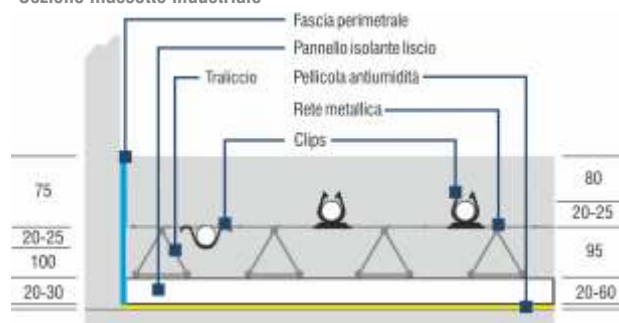 Sezione massetto industriale
Fascia perimetrale
Pannello isolante liscio
Traliccio
Pellicola antiumidità
Rete metallica
Clips
75
20-25
100
20-30
80
20-25
95
20-60